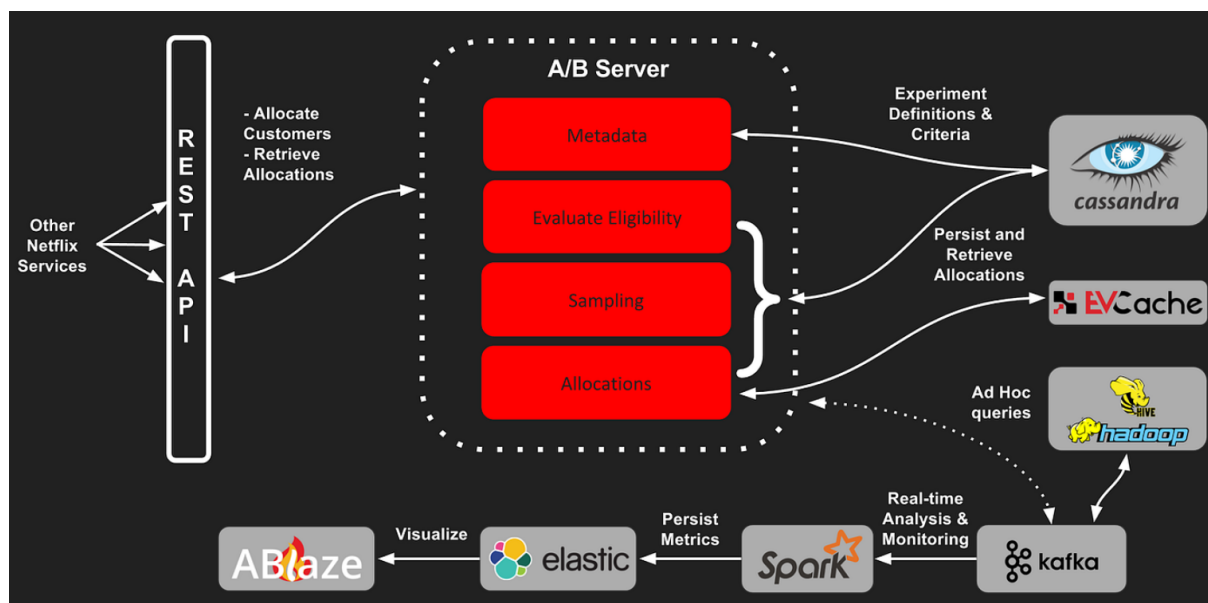 A/B Server
REST API
- Allocate
Customers
- Retrieve
Allocations
Other
Netflix
Services
Metadata
Evaluate Eligibility
Sampling
Allocations
Experiment
Definitions &
Criteria
cassandra
Persist and
Retrieve
Allocations
EVCache
Ad Hoc
queries
HIVE
hadoop
Real-time
Analysis &
Monitoring
Persist
Metrics
Visualize
ABlaze
elastic
Spark
kafka